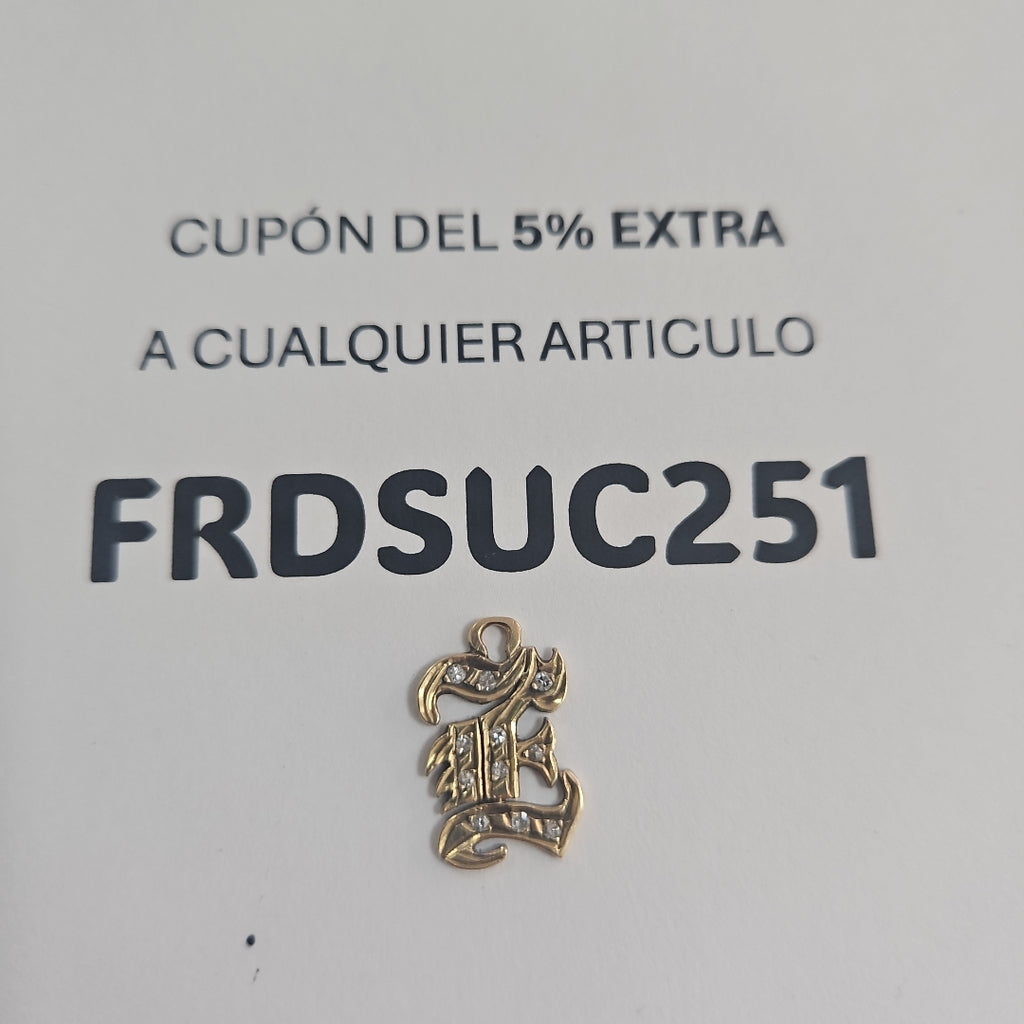 CUPÓN DEL 5% EXTRA
A CUALQUIER ARTICULO
FRDSUC251
E